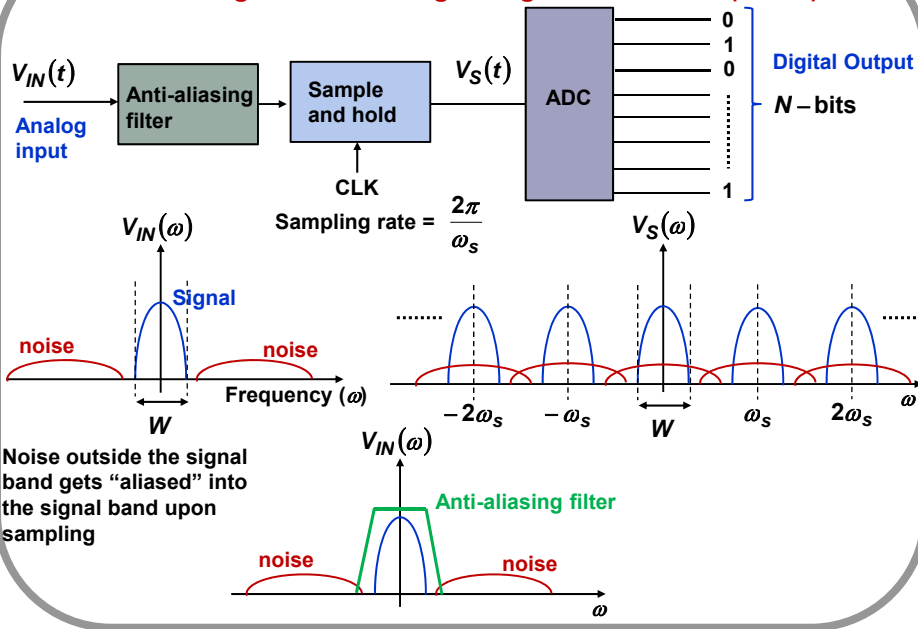 V_IN(t)
Analog
input
Anti-aliasing
filter
Sample
and hold
CLK
Sampling rate = 2π/ω_s
V_S(t)
ADC
0
1
0
1
Digital Output
N – bits
V_IN(ω)
Signal
noise
noise
Frequency (ω)
W
V_S(ω)
− 2ω_s
− ω_s
W
ω_s
2ω_s
ω
Noise outside the signal
band gets “aliased” into
the signal band upon
sampling
V_IN(ω)
Anti-aliasing filter
noise
noise
ω